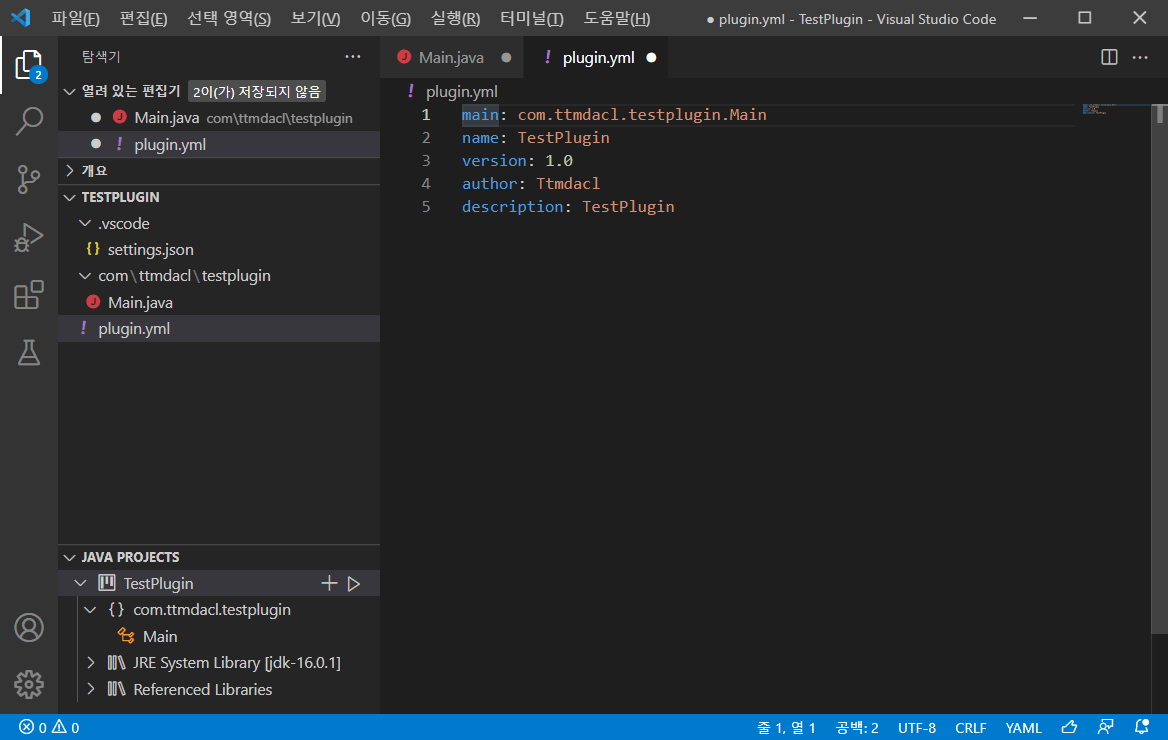 파일(F) 편집(E) 선택 영역(S) 보기(V) 이동(G) 실행(R) 터미널(T) 도움말(H) ● plugin.yml - TestPlugin - Visual Studio Code
탐색기
2
열려 있는 편집기 2이(가) 저장되지 않음
Main.java com\ttmdacl\testplugin
! plugin.yml
개요
TESTPLUGIN
.vscode
{} settings.json
com\ttmdacl\testplugin
Main.java
! plugin.yml
JAVA PROJECTS
TestPlugin
{} com.ttmdacl.testplugin
Main
JRE System Library [jdk-16.0.1]
Referenced Libraries
Main.java ● ! plugin.yml ●
! plugin.yml
1 main: com.ttmdacl.testplugin.Main
2 name: TestPlugin
3 version: 1.0
4 author: Ttmdacl
5 description: TestPlugin
0 0 줄 1, 열 1 공백: 2 UTF-8 CRLF YAML